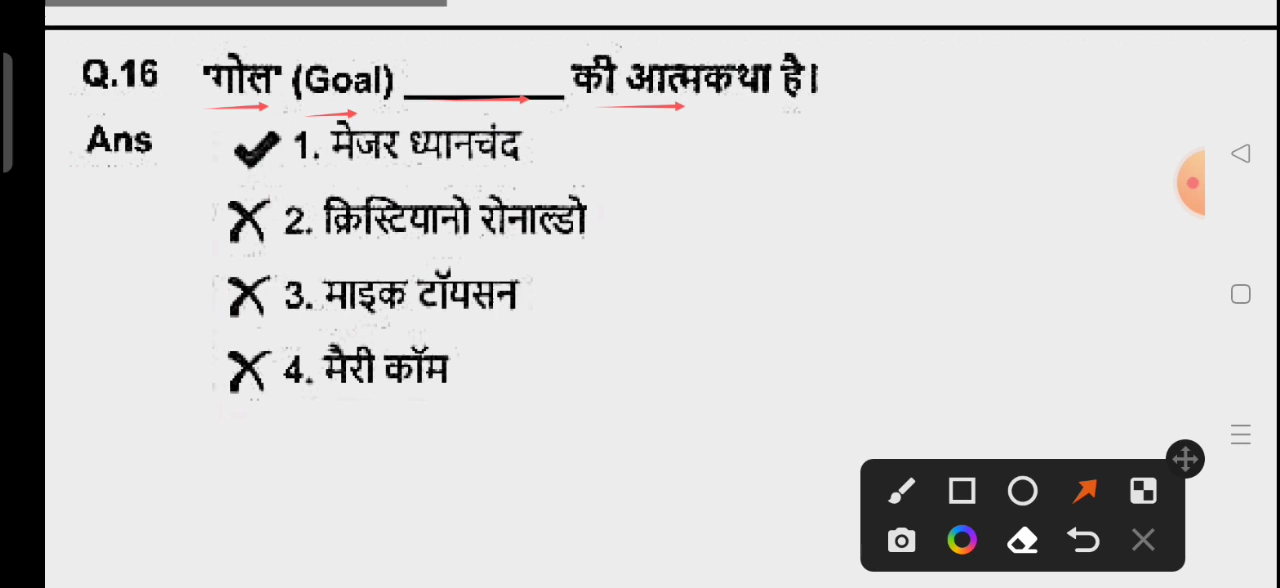 Q.16 'गोल' (Goal) ________ की आत्मकथा है।
Ans 1. मेजर ध्यानचंद
2. क्रिस्टियानो रोनाल्डो
3. माइक टॉयसन
4. मैरी कॉम